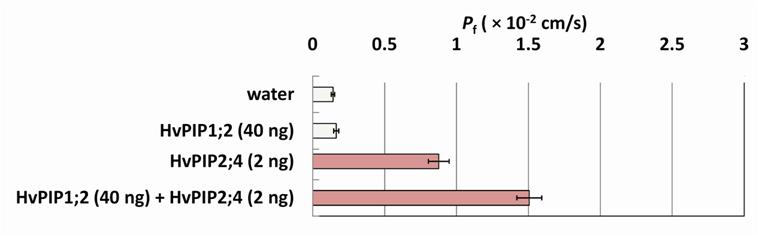 Pf ( × 10-2 cm/s)
0 0.5 1 1.5 2 2.5 3
water
HvPIP1;2 (40 ng)
HvPIP2;4 (2 ng)
HvPIP1;2 (40 ng) + HvPIP2;4 (2 ng)